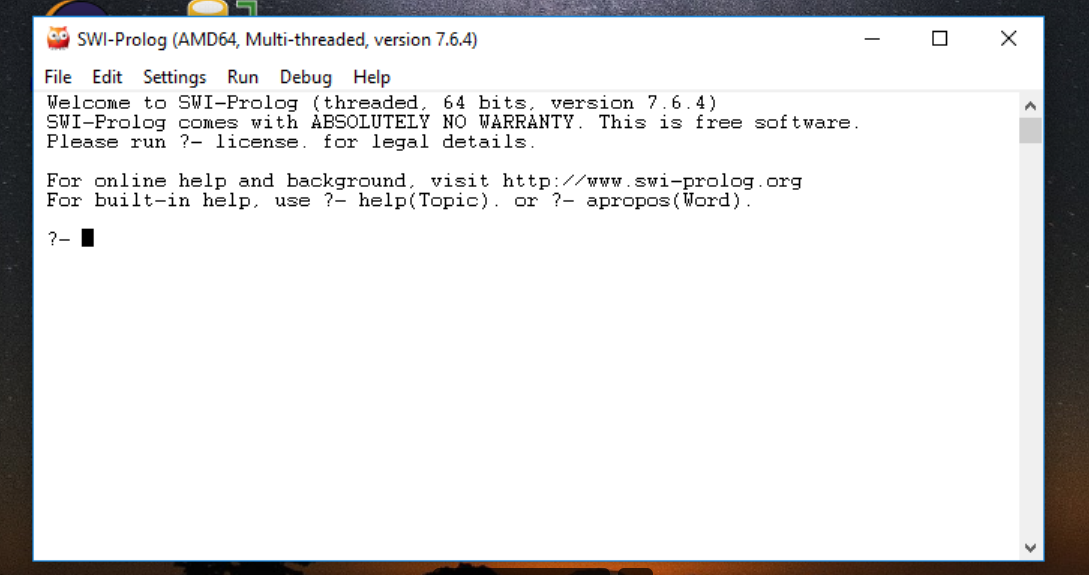 SWI-Prolog (AMD64, Multi-threaded, version 7.6.4)
File Edit Settings Run Debug Help
Welcome to SWI-Prolog (threaded, 64 bits, version 7.6.4)
SWI-Prolog comes with ABSOLUTELY NO WARRANTY. This is free software.
Please run ?- license. for legal details.
For online help and background, visit http://www.swi-prolog.org
For built-in help, use ?- help(Topic). or ?- apropos(Word).
?-